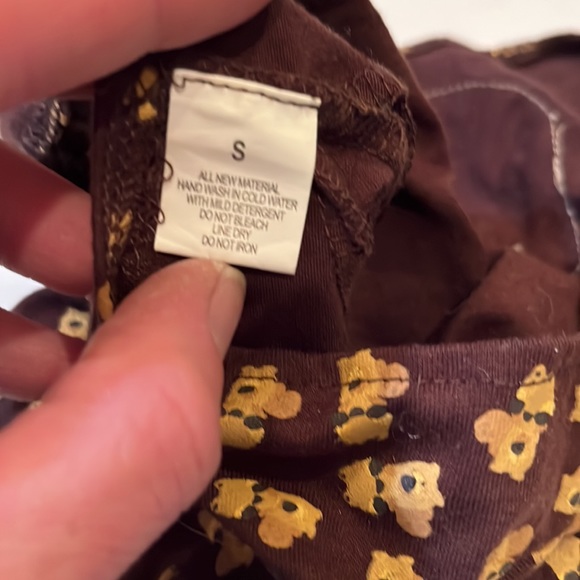 S
ALL NEW MATERIAL
HAND WASH IN COLD WATER
WITH MILD DETERGENT
DO NOT BLEACH
LINE DRY
DO NOT IRON